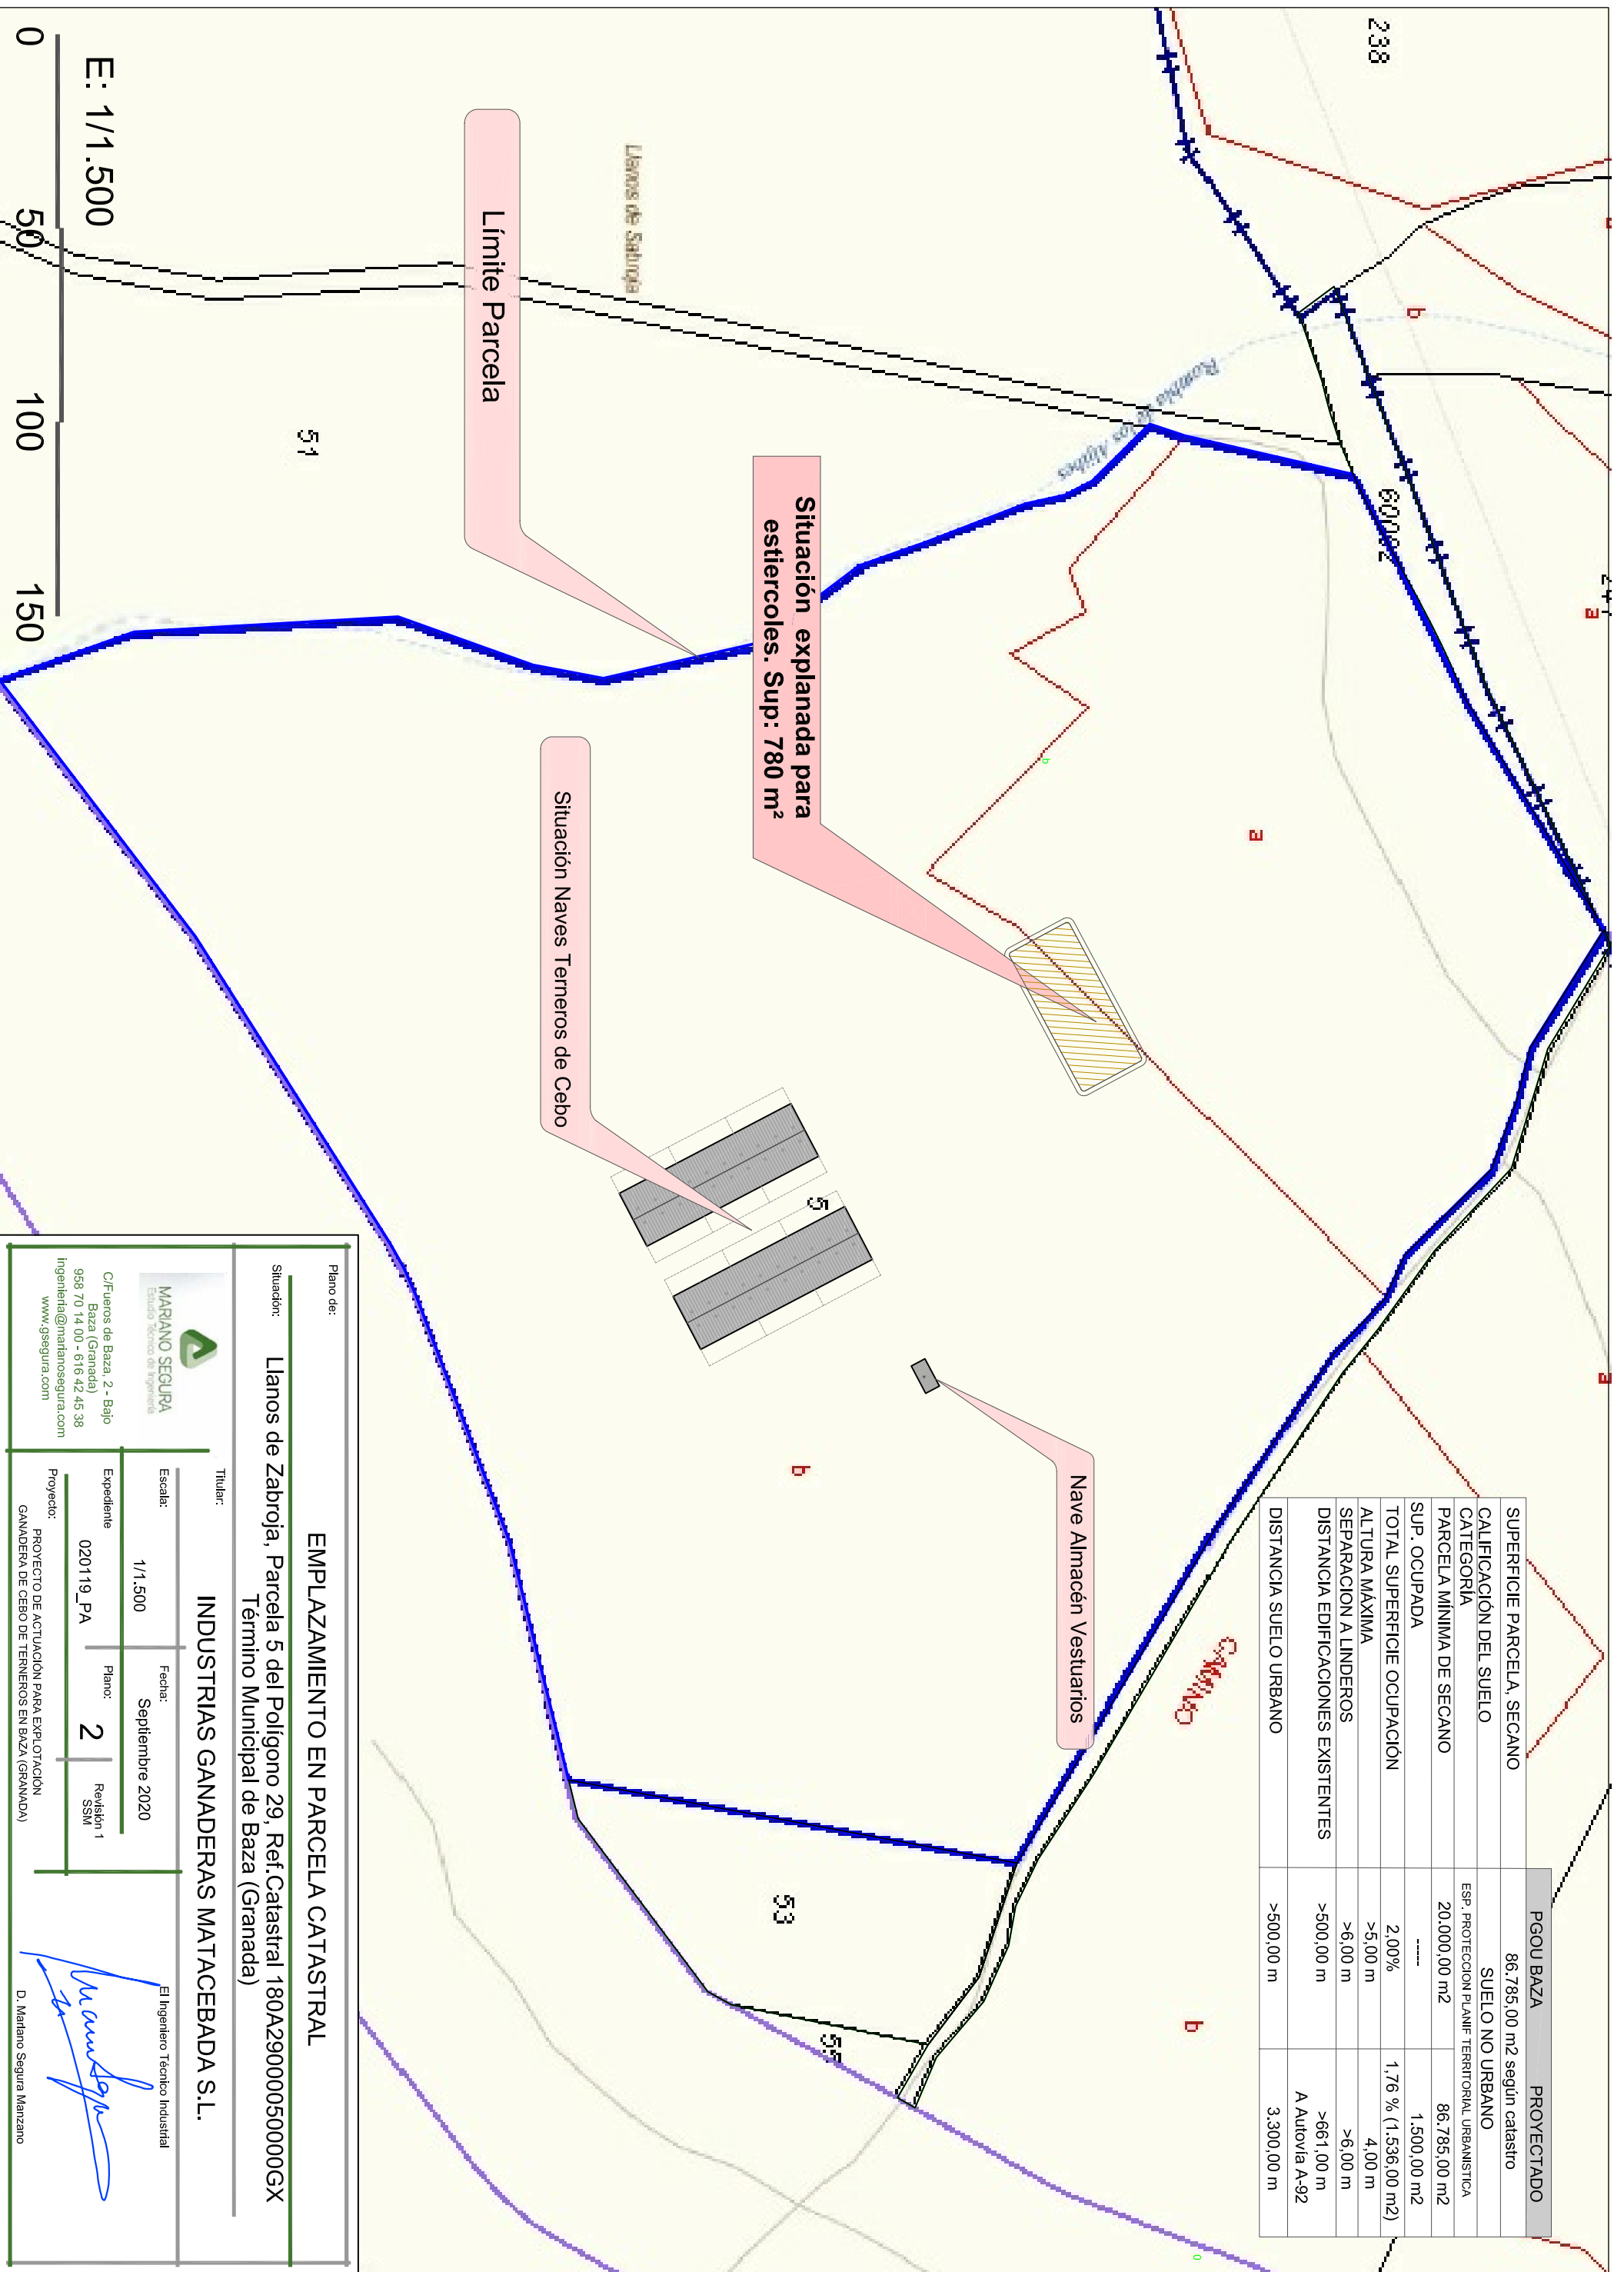 238
241
a
b
60002
Rambla de los Aljibes
Llanos de Sabroja
Límite Parcela
51
E: 1/1.500
0
50
100
150
Situación explanada para
estiercoles. Sup: 780 m²
Situación Naves Terneros de Cebo
a
b
5
a
b
Nave Almacén Vestuarios
CAMINO
53
b
PGOU BAZA PROYECTADO
SUPERFICIE PARCELA, SECANO 86.785,00 m2 según catastro
CALIFICACIÓN DEL SUELO SUELO NO URBANO
CATEGORÍA ESP. PROTECCION PLANIF TERRITORIAL URBANISTICA
PARCELA MÍNIMA DE SECANO 20.000,00 m2 86.785,00 m2
SUP. OCUPADA ----- 1.500,00 m2
TOTAL SUPERFICIE OCUPACIÓN 2,00% 1,76 % (1.536,00 m2)
ALTURA MÁXIMA >5,00 m 4,00 m
SEPARACION A LINDEROS >6,00 m >6,00 m
DISTANCIA EDIFICACIONES EXISTENTES >500,00 m >661,00 m
A Autovía A-92
DISTANCIA SUELO URBANO >500,00 m 3.300,00 m
Plano de:
EMPLAZAMIENTO EN PARCELA CATASTRAL
Situación:
Llanos de Zabroja, Parcela 5 del Polígono 29, Ref.Catastral 180A29000050000GX
Término Municipal de Baza (Granada)
MARIANO SEGURA
Estudio Técnico de Ingeniería
C/Fueros de Baza, 2 - Bajo
Baza (Granada)
958 70 14 00 - 616 42 45 38
ingenieria@marianosegura.com
www.gsegura.com
Titular:
INDUSTRIAS GANADERAS MATACEBADA S.L.
Escala:
1/1.500
Fecha:
Septiembre 2020
Expediente
020119_PA
Plano:
2
Revisión 1
SSM
Proyecto:
PROYECTO DE ACTUACIÓN PARA EXPLOTACIÓN
GANADERA DE CEBO DE TERNEROS EN BAZA (GRANADA)
El Ingeniero Técnico Industrial
D. Mariano Segura Manzano